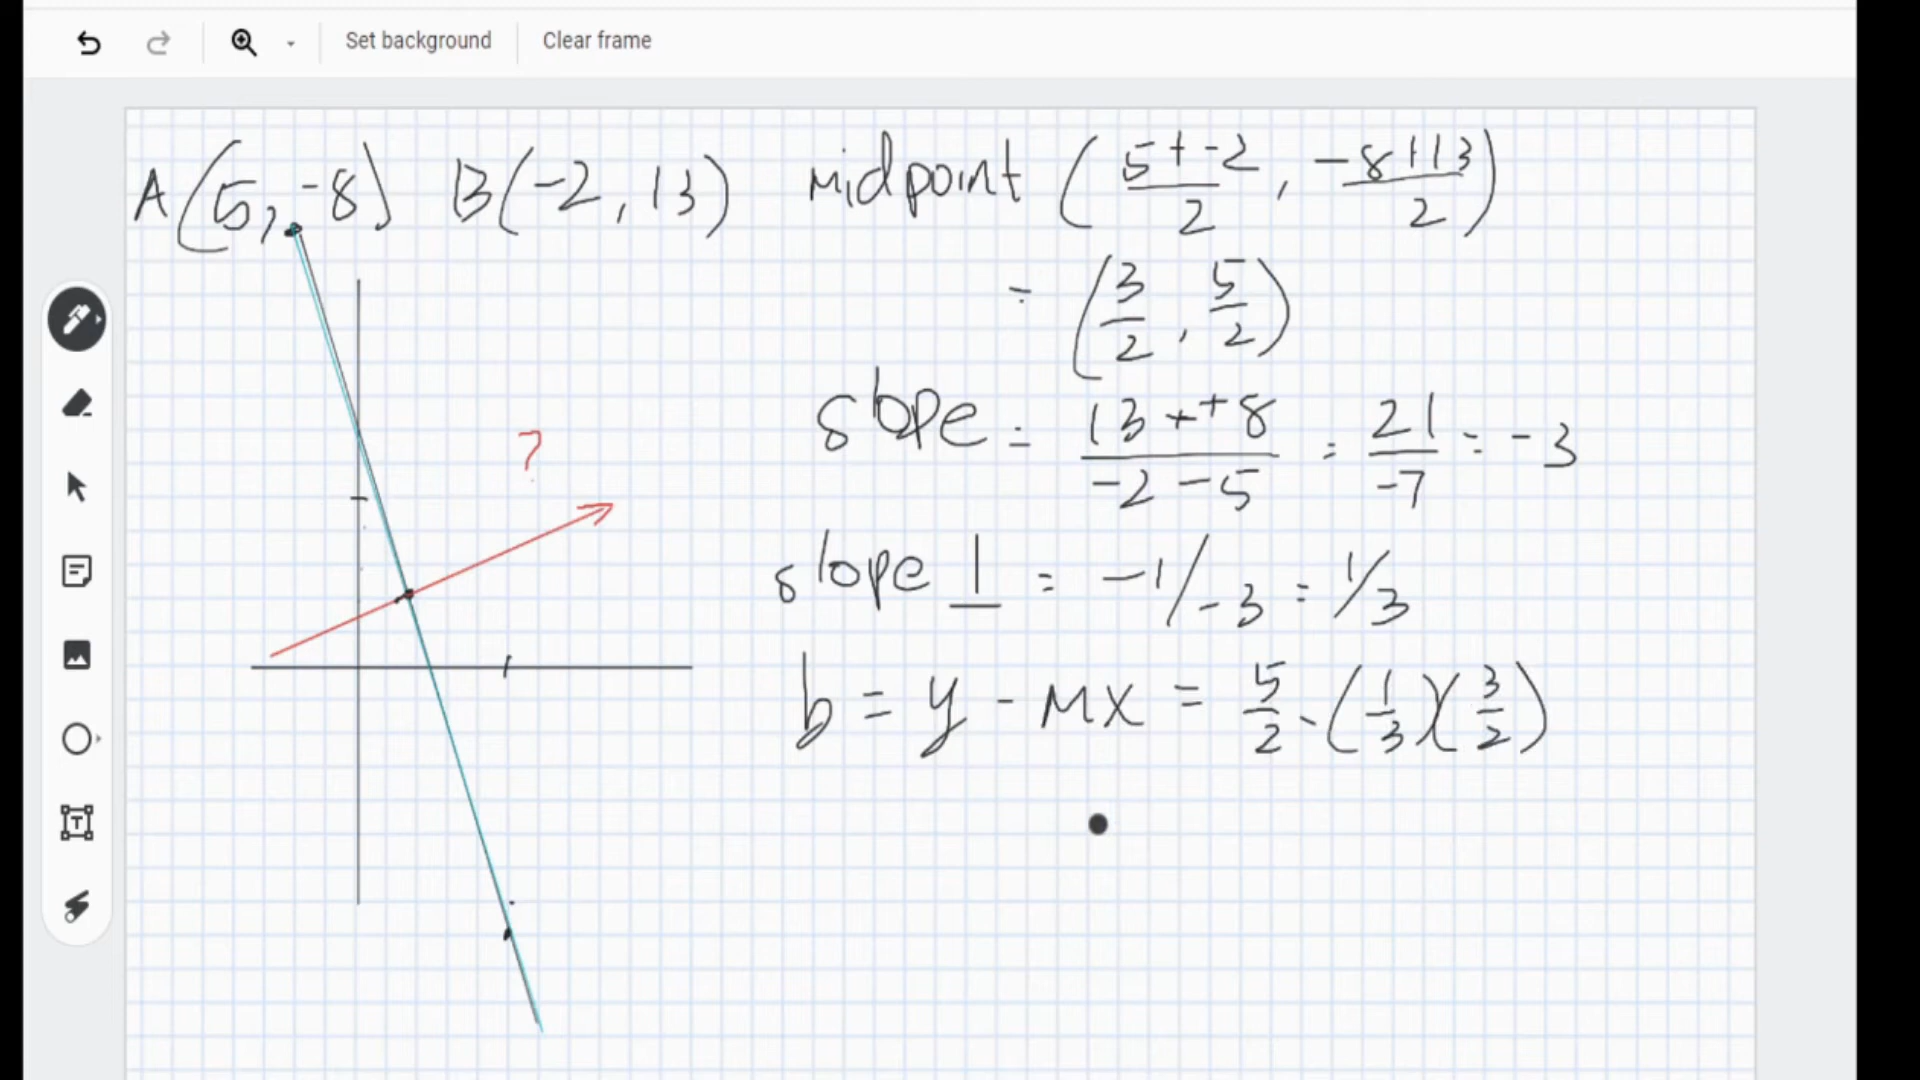 Set background Clear frame
A(5, -8) B(-2, 13) midpoint (5+-2/2, -8+13/2)
= (3/2, 5/2)
slope = 13++8/-2-5 = 21/-7 = -3
?
slope ⊥ = -1/-3 = 1/3
b = y - mx = 5/2 - (1/3)(3/2)
T